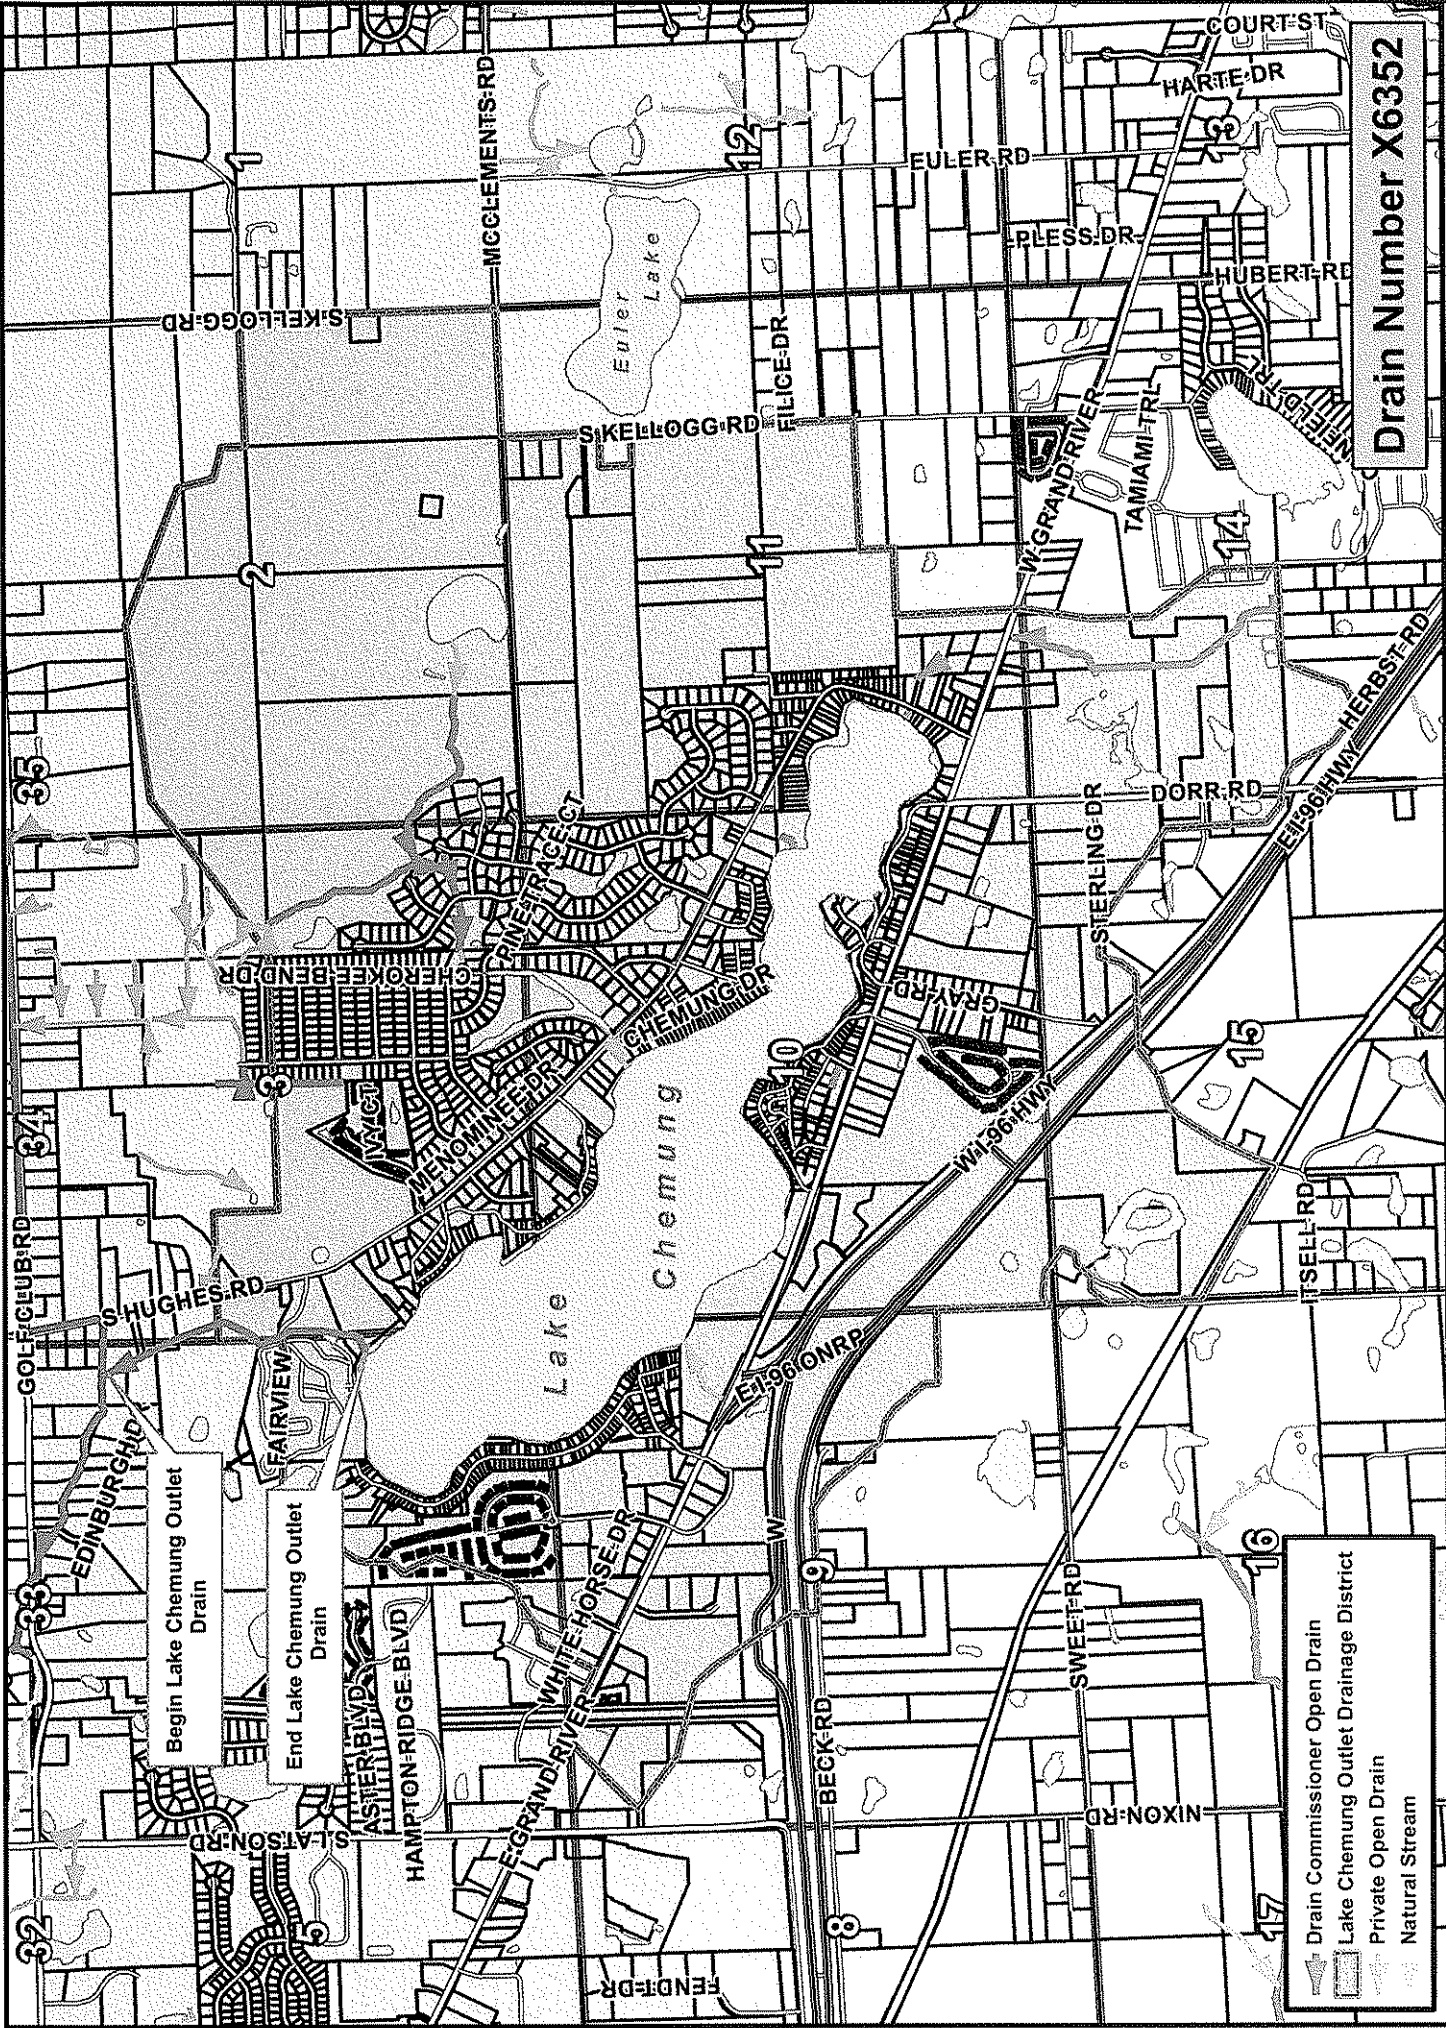 GOLF CLUB RD
32
33
34
35
S HUGHES RD
EDINBURGH D
Begin Lake Chemung Outlet
Drain
End Lake Chemung Outlet
Drain
FAIRVIEW
S LATSON RD
5
ASTER BLVD
HAMPTON RIDGE BLVD
WHITE HORSE DR
E GRAND RIVER
FENDT DR
IVY CT
MENOMINEE DR
CHEROKEE BEND DR
PINE TRACE CT
CHEMUNG DR
3
2
1
S KELLOGG RD
MCCLEMENTS RD
Lake
Chemung
Euler
Lake
S KELLOGG RD
FILICE DR
12
11
10
9
8
W
E I-96 ONRP
BECK RD
W I-96 HWY
GRAY RD
STERLING DR
DORR RD
E I-96 HWY
HERBST RD
W GRAND RIVER
TAMIAMI TRL
NFIELD TRL
EULER RD
PLESS DR
HUBERT RD
HARTE DR
COURT ST
13
14
15
16
17
ITSELL RD
SWEET RD
NIXON RD
Drain Number X6352
Drain Commissioner Open Drain
Lake Chemung Outlet Drainage District
Private Open Drain
Natural Stream